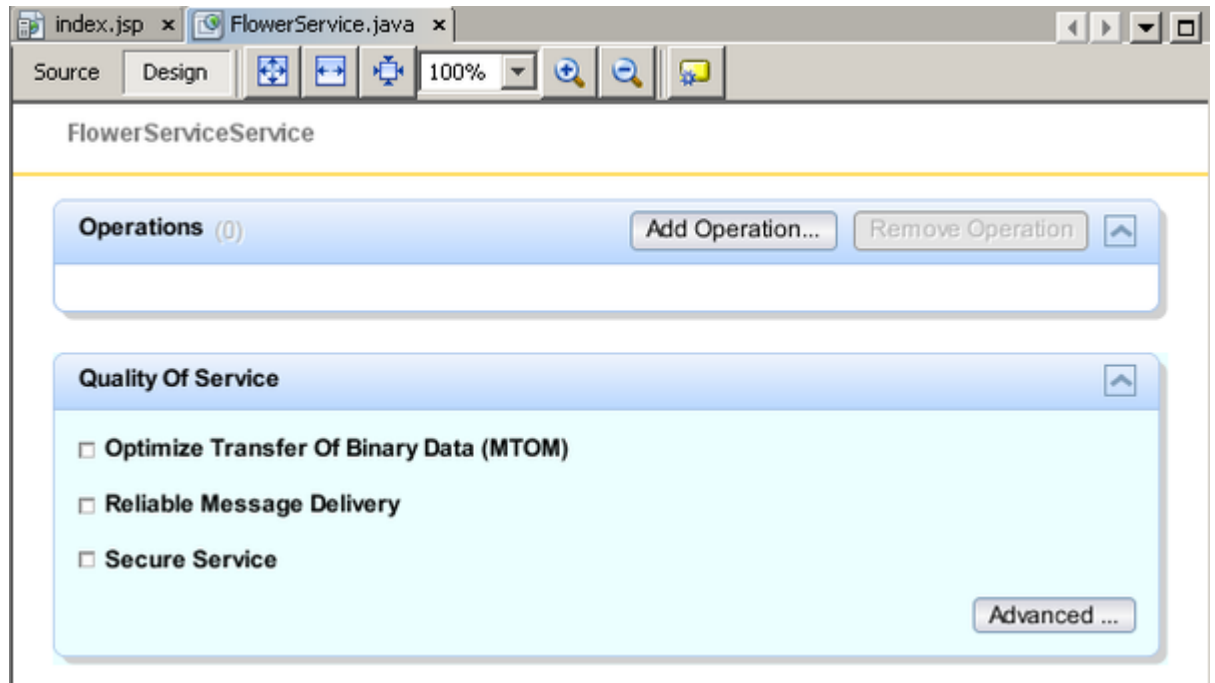 index.jsp x FlowerService.java x
Source Design 100%
FlowerServiceService
Operations (0) Add Operation... Remove Operation
Quality Of Service
Optimize Transfer Of Binary Data (MTOM)
Reliable Message Delivery
Secure Service
Advanced ...